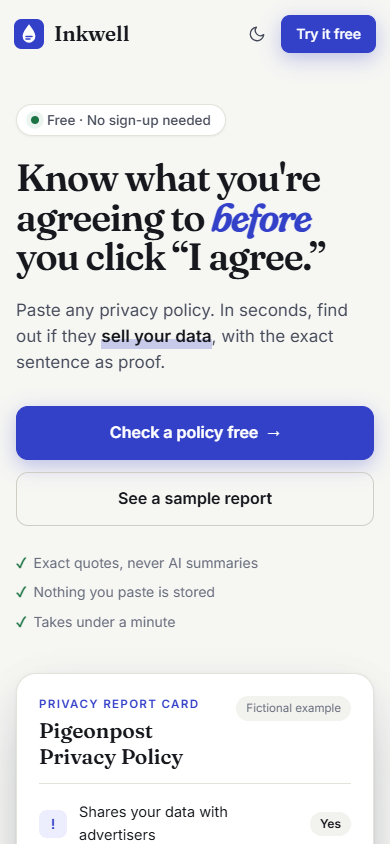 Inkwell
Try it free
Free · No sign-up needed
Know what you're
agreeing to before
you click “I agree.”
Paste any privacy policy. In seconds, find
out if they sell your data, with the exact
sentence as proof.
Check a policy free →
See a sample report
✓ Exact quotes, never AI summaries
✓ Nothing you paste is stored
✓ Takes under a minute
PRIVACY REPORT CARD
Fictional example
Pigeonpost
Privacy Policy
! Shares your data with
advertisers
Yes